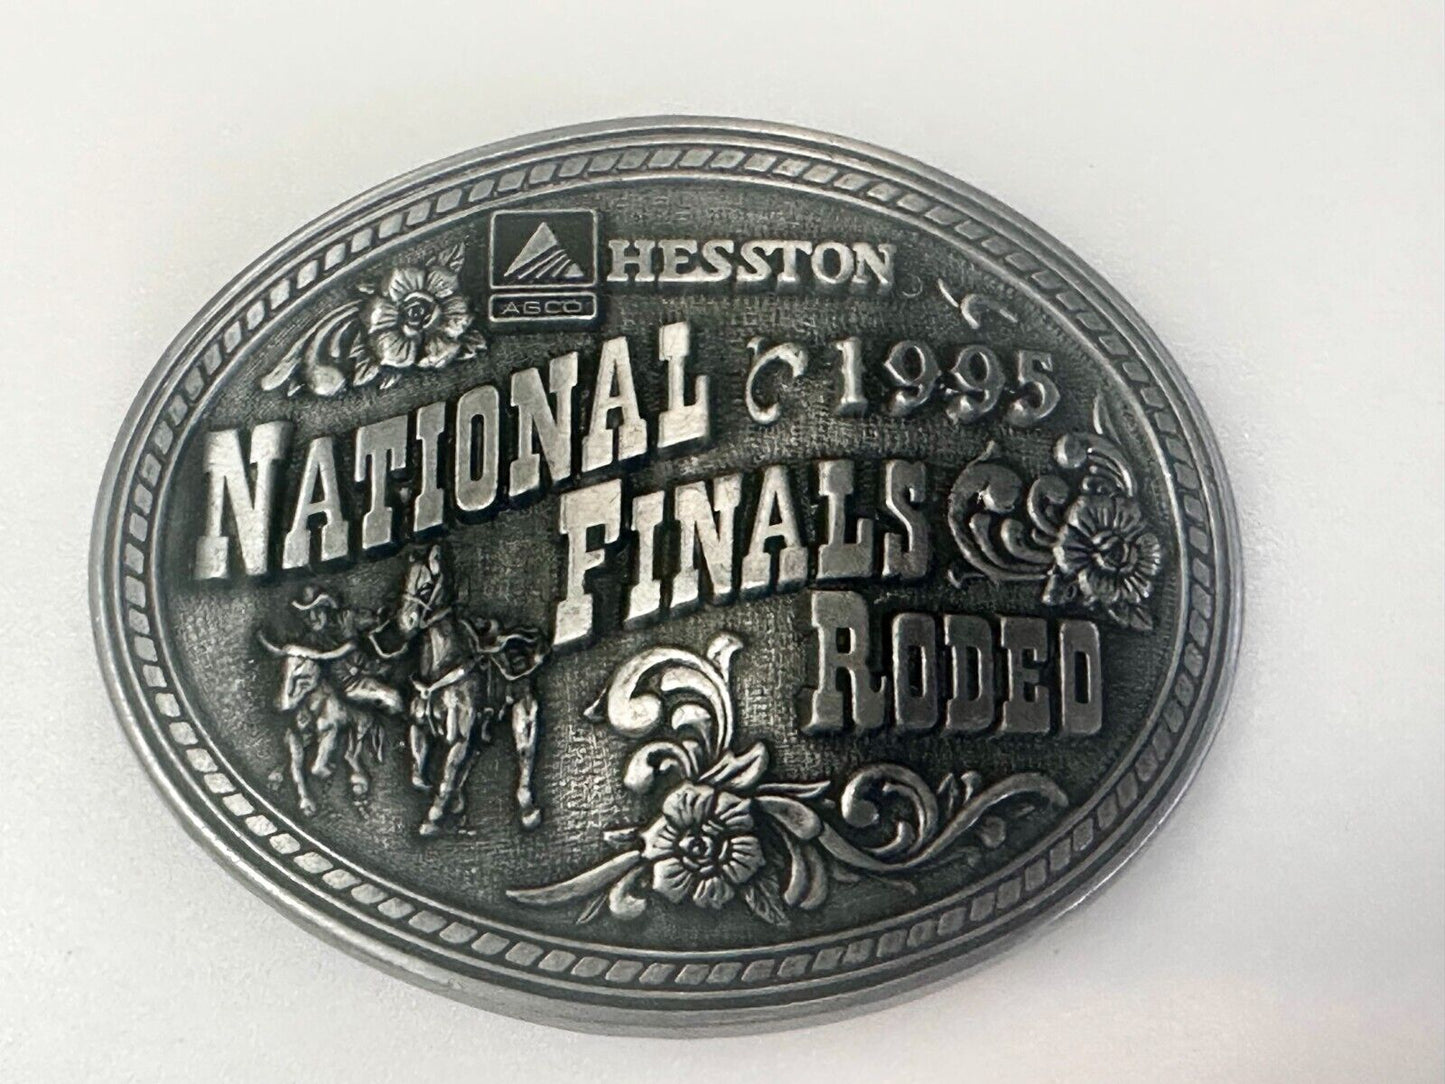 AGCO HESSTON
1995
NATIONAL
FINALS
RODEO